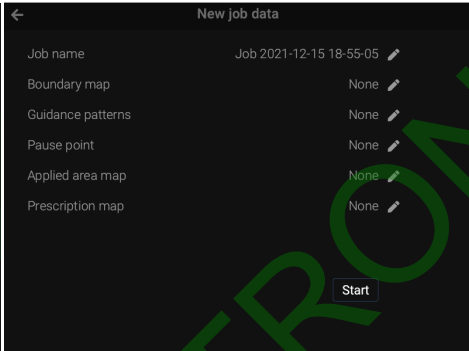 New job data
Job name Job 2021-12-15 18-55-05
Boundary map None
Guidance patterns None
Pause point None
Applied area map None
Prescription map None
Start